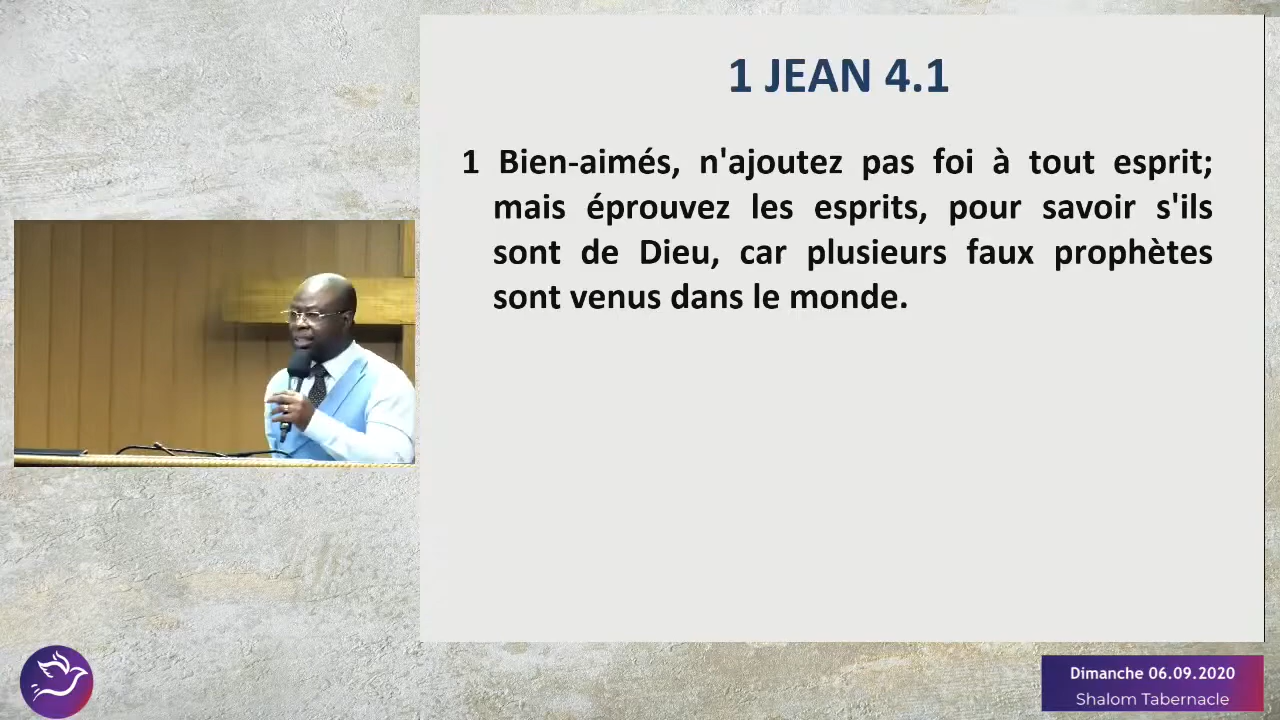 1 JEAN 4.1
1 Bien-aimés, n'ajoutez pas foi à tout esprit;
mais éprouvez les esprits, pour savoir s'ils
sont de Dieu, car plusieurs faux prophètes
sont venus dans le monde.
Dimanche 06.09.2020
Shalom Tabernacle